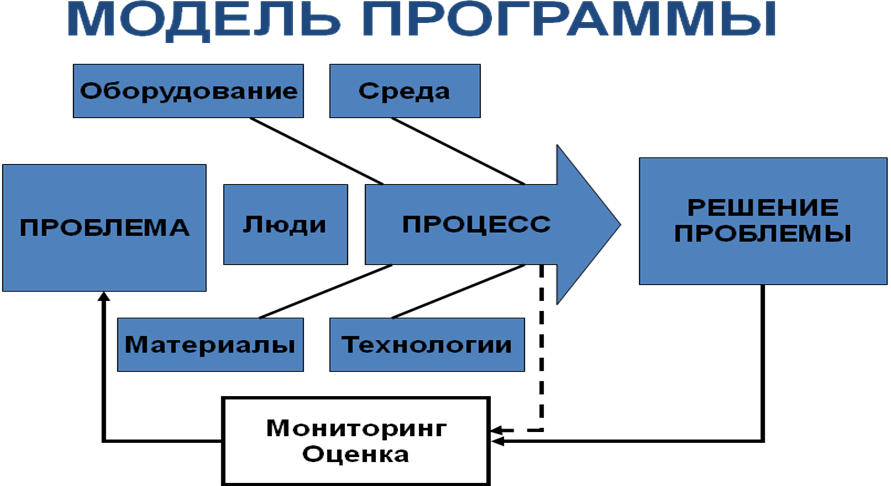 МОДЕЛЬ ПРОГРАММЫ
Оборудование
Среда
ПРОБЛЕМА
Люди
ПРОЦЕСС
РЕШЕНИЕ
ПРОБЛЕМЫ
Материалы
Технологии
Мониторинг
Оценка